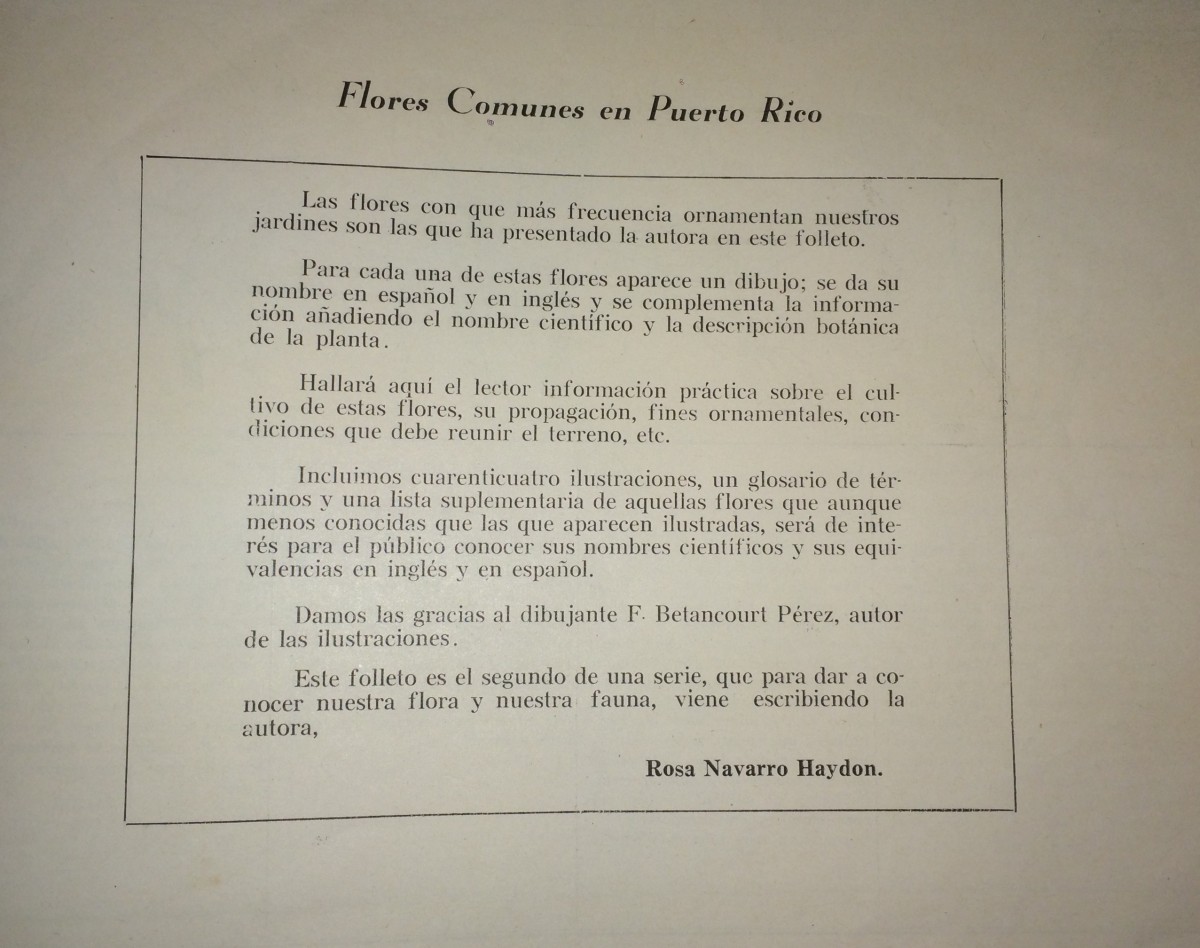 Flores Comunes en Puerto Rico
Las flores con que más frecuencia ornamentan nuestros
jardines son las que ha presentado la autora en este folleto.
Para cada una de estas flores aparece un dibujo; se da su
nombre en español y en inglés y se complementa la informa-
ción añadiendo el nombre científico y la descripción botánica
de la planta.
Hallará aquí el lector información práctica sobre el cul-
tivo de estas flores, su propagación, fines ornamentales, con-
diciones que debe reunir el terreno, etc.
Incluimos cuarenticuatro ilustraciones, un glosario de tér-
minos y una lista suplementaria de aquellas flores que aunque
menos conocidas que las que aparecen ilustradas, será de inte-
rés para el público conocer sus nombres científicos y sus equi-
valencias en inglés y en español.
Damos las gracias al dibujante F. Betancourt Pérez, autor
de las ilustraciones.
Este folleto es el segundo de una serie, que para dar a co-
nocer nuestra flora y nuestra fauna, viene escribiendo la
autora,
Rosa Navarro Haydon.